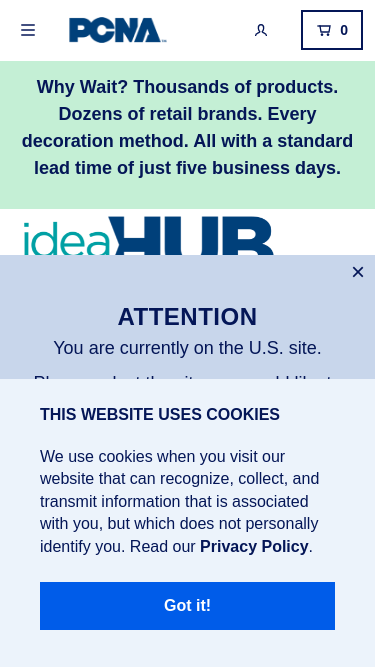 PCNA
0
Why Wait? Thousands of products.
Dozens of retail brands. Every
decoration method. All with a standard
lead time of just five business days.
ideaHUB
ATTENTION
You are currently on the U.S. site.
THIS WEBSITE USES COOKIES
We use cookies when you visit our
website that can recognize, collect, and
transmit information that is associated
with you, but which does not personally
identify you. Read our Privacy Policy.
Got it!